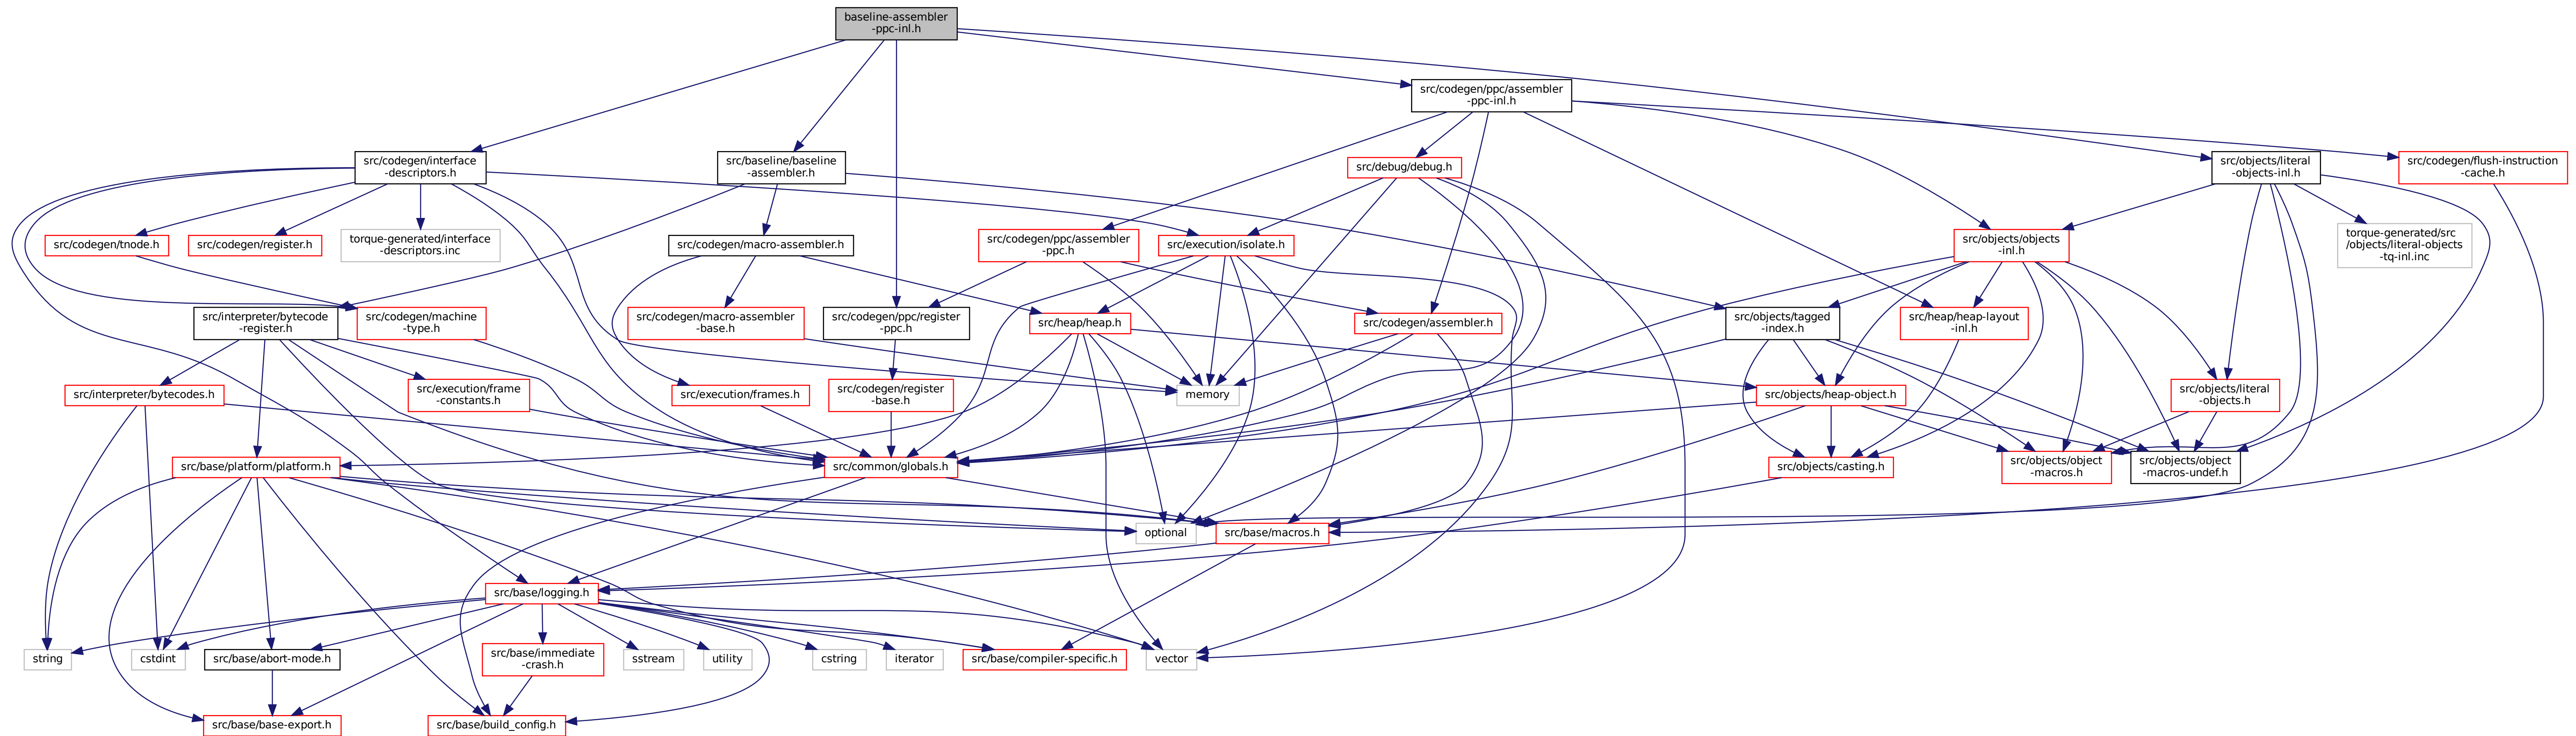 baseline-assembler
-ppc-inl.h
src/codegen/ppc/assembler
-ppc-inl.h
src/codegen/interface
-descriptors.h
src/baseline/baseline
-assembler.h
src/debug/debug.h
src/objects/literal
-objects-inl.h
src/codegen/flush-instruction
-cache.h
src/codegen/tnode.h
src/codegen/register.h
torque-generated/interface
-descriptors.inc
src/codegen/macro-assembler.h
src/codegen/ppc/assembler
-ppc.h
src/execution/isolate.h
src/objects/objects
-inl.h
torque-generated/src
/objects/literal-objects
-tq-inl.inc
src/interpreter/bytecode
-register.h
src/codegen/machine
-type.h
src/codegen/macro-assembler
-base.h
src/codegen/ppc/register
-ppc.h
src/heap/heap.h
src/codegen/assembler.h
src/objects/tagged
-index.h
src/heap/heap-layout
-inl.h
src/interpreter/bytecodes.h
src/execution/frame
-constants.h
src/execution/frames.h
src/codegen/register
-base.h
memory
src/objects/heap-object.h
src/objects/literal
-objects.h
src/base/platform/platform.h
src/common/globals.h
src/objects/casting.h
src/objects/object
-macros.h
src/objects/object
-macros-undef.h
optional
src/base/macros.h
src/base/logging.h
string
cstdint
src/base/abort-mode.h
src/base/immediate
-crash.h
sstream
utility
cstring
iterator
src/base/compiler-specific.h
vector
src/base/base-export.h
src/base/build_config.h